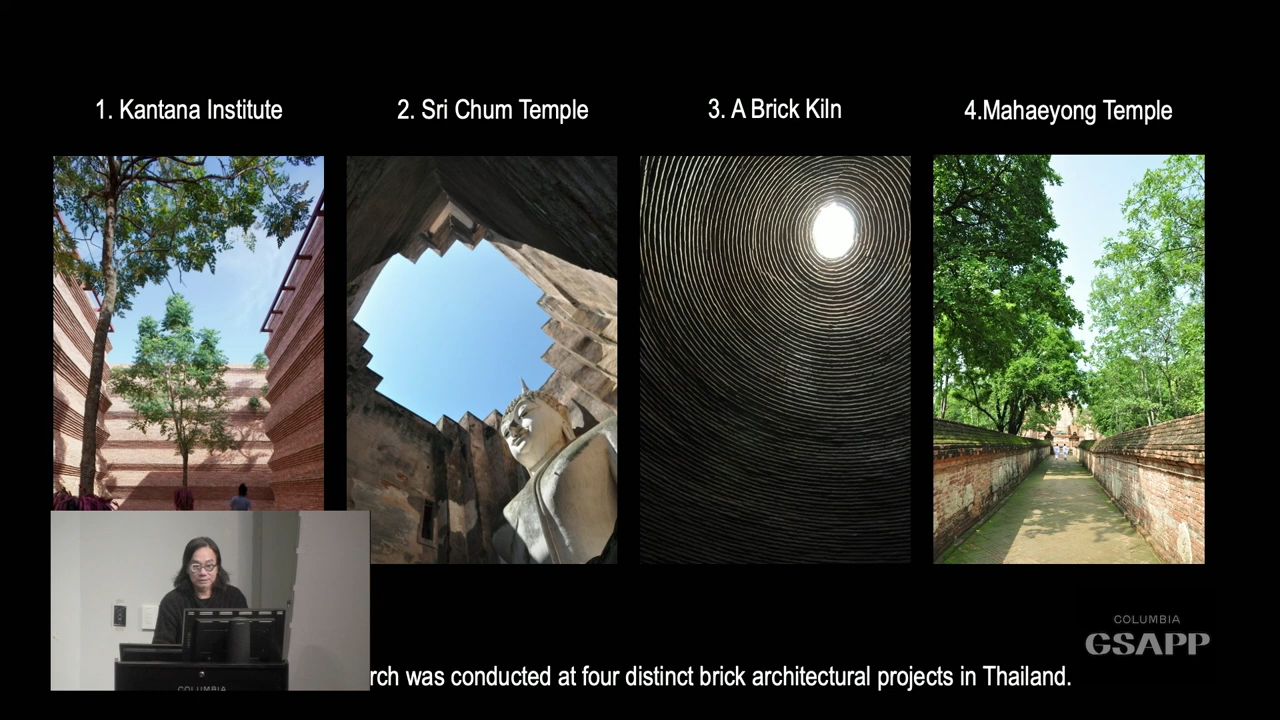 1. Kantana Institute
2. Sri Chum Temple
3. A Brick Kiln
4.Mahaeyong Temple
COLUMBIA
GSAPP
was conducted at four distinct brick architectural projects in Thailand.
COLUMBIA